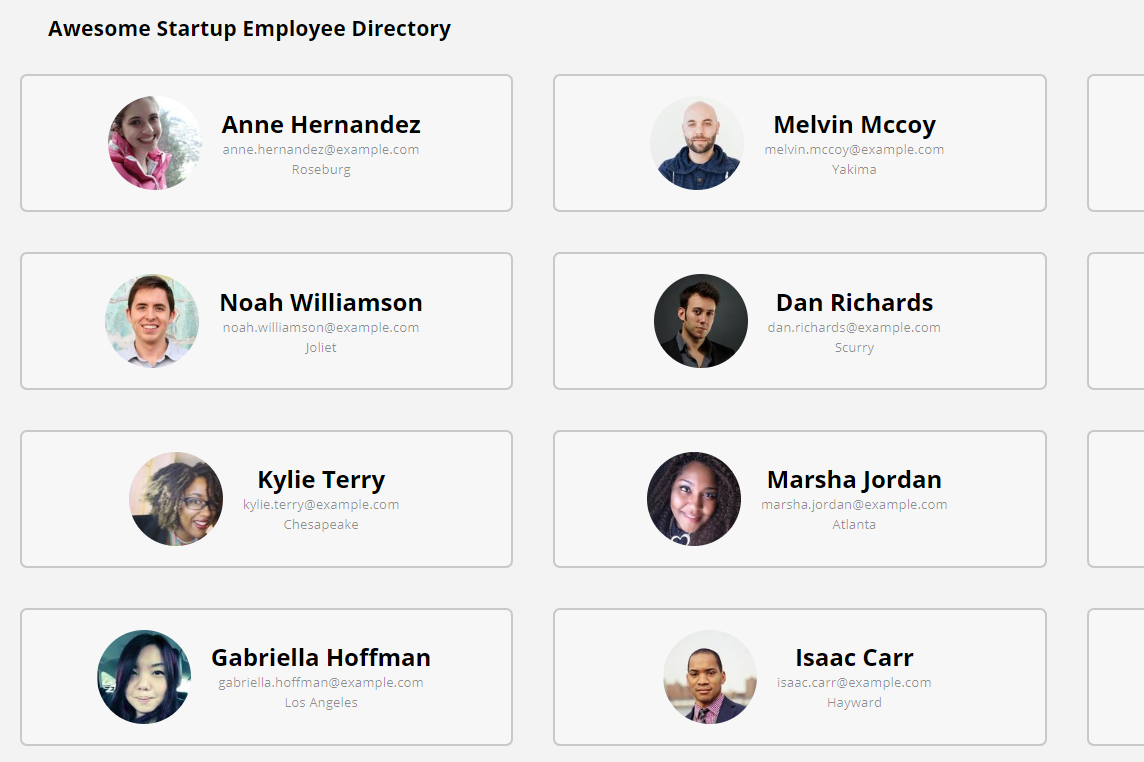 Awesome Startup Employee Directory
Anne Hernandez
anne.hernandez@example.com
Roseburg
Melvin Mccoy
melvin.mccoy@example.com
Yakima
Noah Williamson
noah.williamson@example.com
Joliet
Dan Richards
dan.richards@example.com
Scurry
Kylie Terry
kylie.terry@example.com
Chesapeake
Marsha Jordan
marsha.jordan@example.com
Atlanta
Gabriella Hoffman
gabriella.hoffman@example.com
Los Angeles
Isaac Carr
isaac.carr@example.com
Hayward